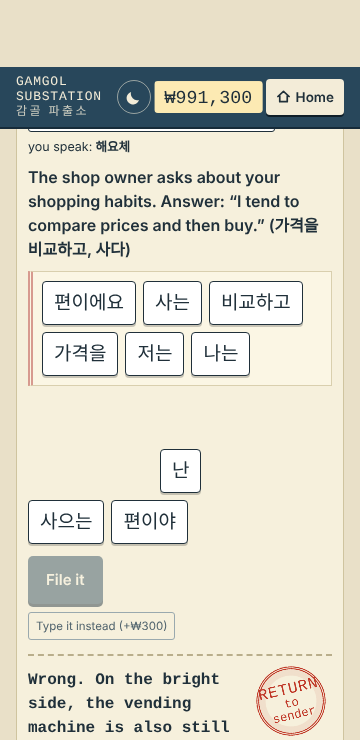 GAMGOL
SUBSTATION
감골 파출소
₩991,300
Home
you speak: 해요체
The shop owner asks about your
shopping habits. Answer: “I tend to
compare prices and then buy.” (가격을
비교하고, 사다)
편이에요 사는 비교하고
가격을 저는 나는
난
사으는 편이야
File it
Type it instead (+₩300)
Wrong. On the bright
side, the vending
machine is also still
RETURN
to
sender